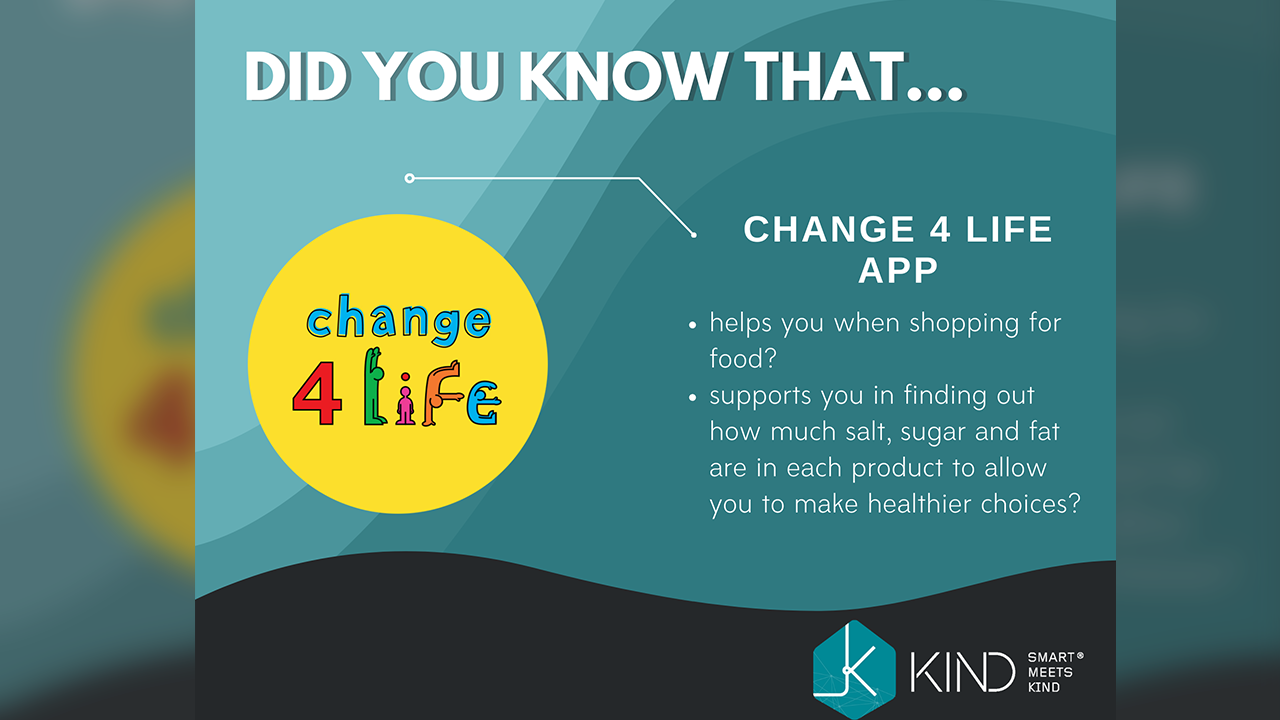 DID YOU KNOW THAT...
change
4 Life
CHANGE 4 LIFE
APP
• helps you when shopping for
food?
• supports you in finding out
how much salt, sugar and fat
are in each product to allow
you to make healthier choices?
K KIND
SMART®
MEETS
KIND